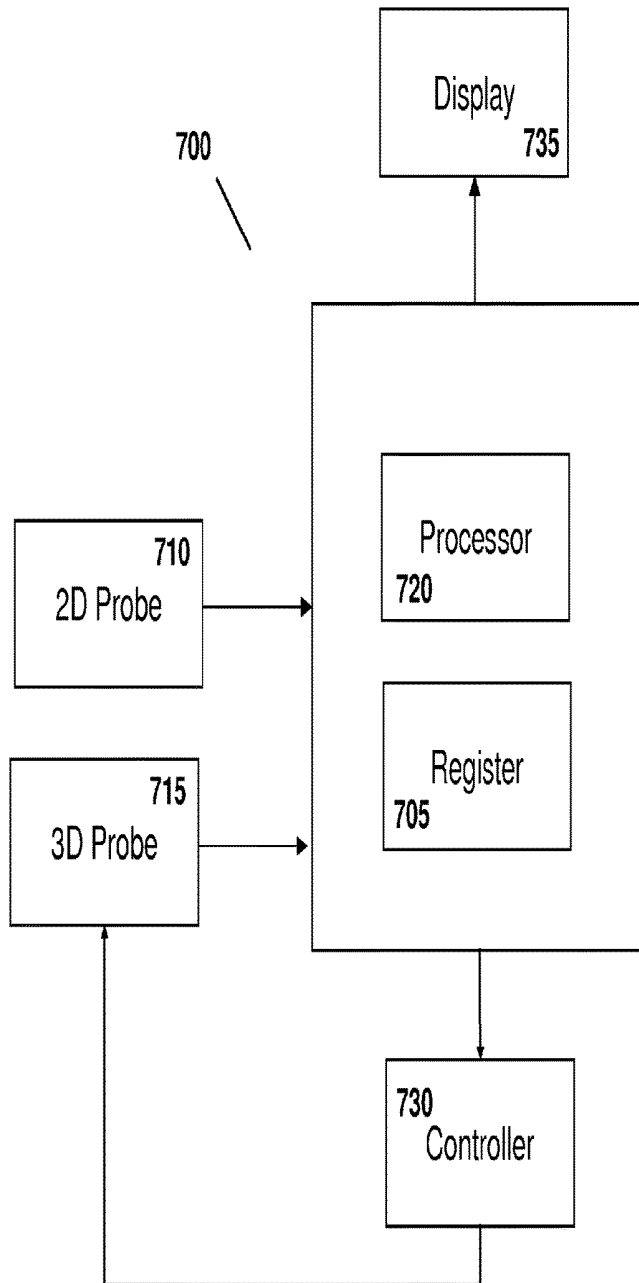 Display
735
700
Processor
720
710
2D Probe
Register
705
715
3D Probe
730
Controller